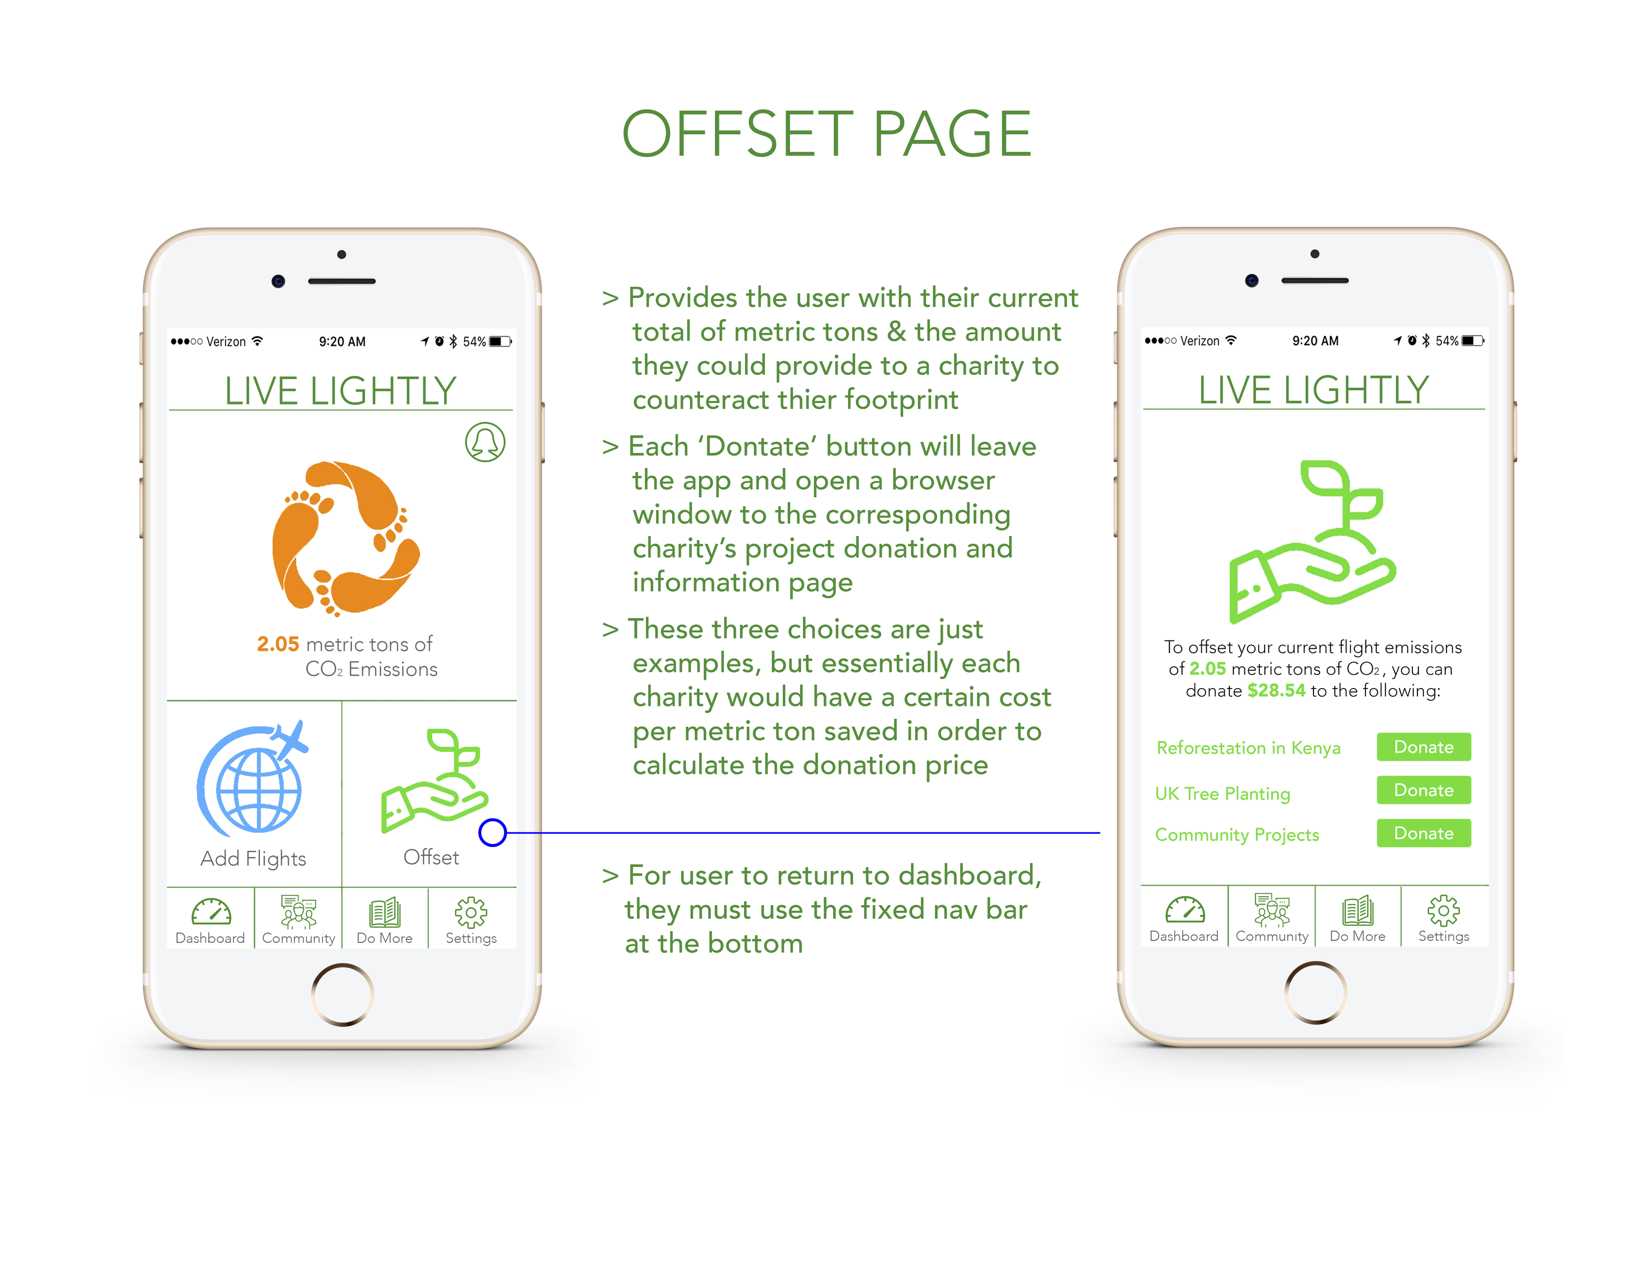 OFFSET PAGE
Verizon
9:20 AM
54%
LIVE LIGHTLY
2.05 metric tons of
CO₂ Emissions
Add Flights
Offset
Dashboard
Community
Do More
Settings
> Provides the user with their current
total of metric tons & the amount
they could provide to a charity to
counteract thier footprint
> Each ‘Dontate’ button will leave
the app and open a browser
window to the corresponding
charity’s project donation and
information page
> These three choices are just
examples, but essentially each
charity would have a certain cost
per metric ton saved in order to
calculate the donation price
> For user to return to dashboard,
they must use the fixed nav bar
at the bottom
Verizon
9:20 AM
54%
LIVE LIGHTLY
To offset your current flight emissions
of 2.05 metric tons of CO₂, you can
donate $28.54 to the following:
Reforestation in Kenya
Donate
UK Tree Planting
Donate
Community Projects
Donate
Dashboard
Community
Do More
Settings